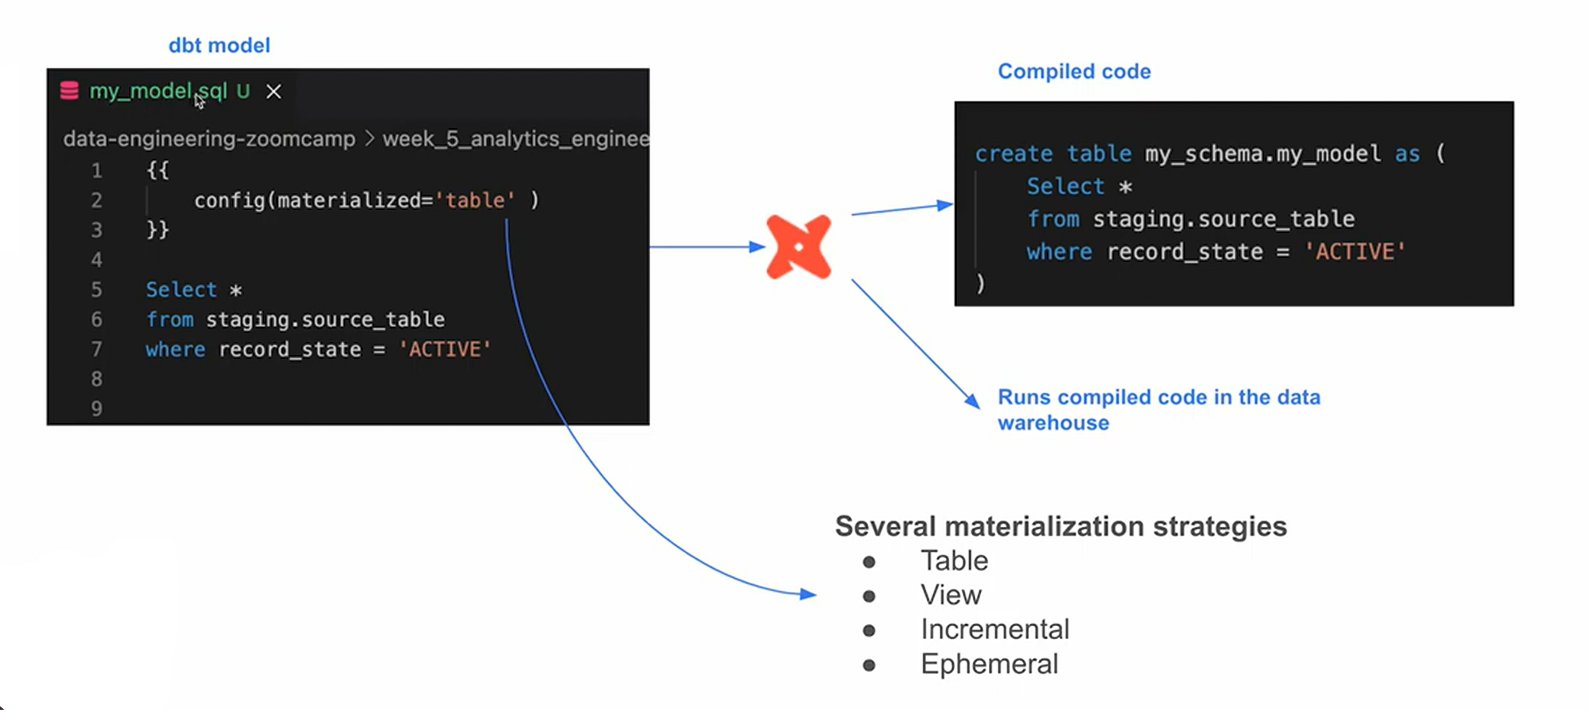 dbt model
my_model.sql U
data-engineering-zoomcamp > week_5_analytics_enginee
1 {{
2 config(materialized='table' )
3 }}
4
5 Select *
6 from staging.source_table
7 where record_state = 'ACTIVE'
8
9
Compiled code
create table my_schema.my_model as (
Select *
from staging.source_table
where record_state = 'ACTIVE'
)
Runs compiled code in the data
warehouse
Several materialization strategies
● Table
● View
● Incremental
● Ephemeral